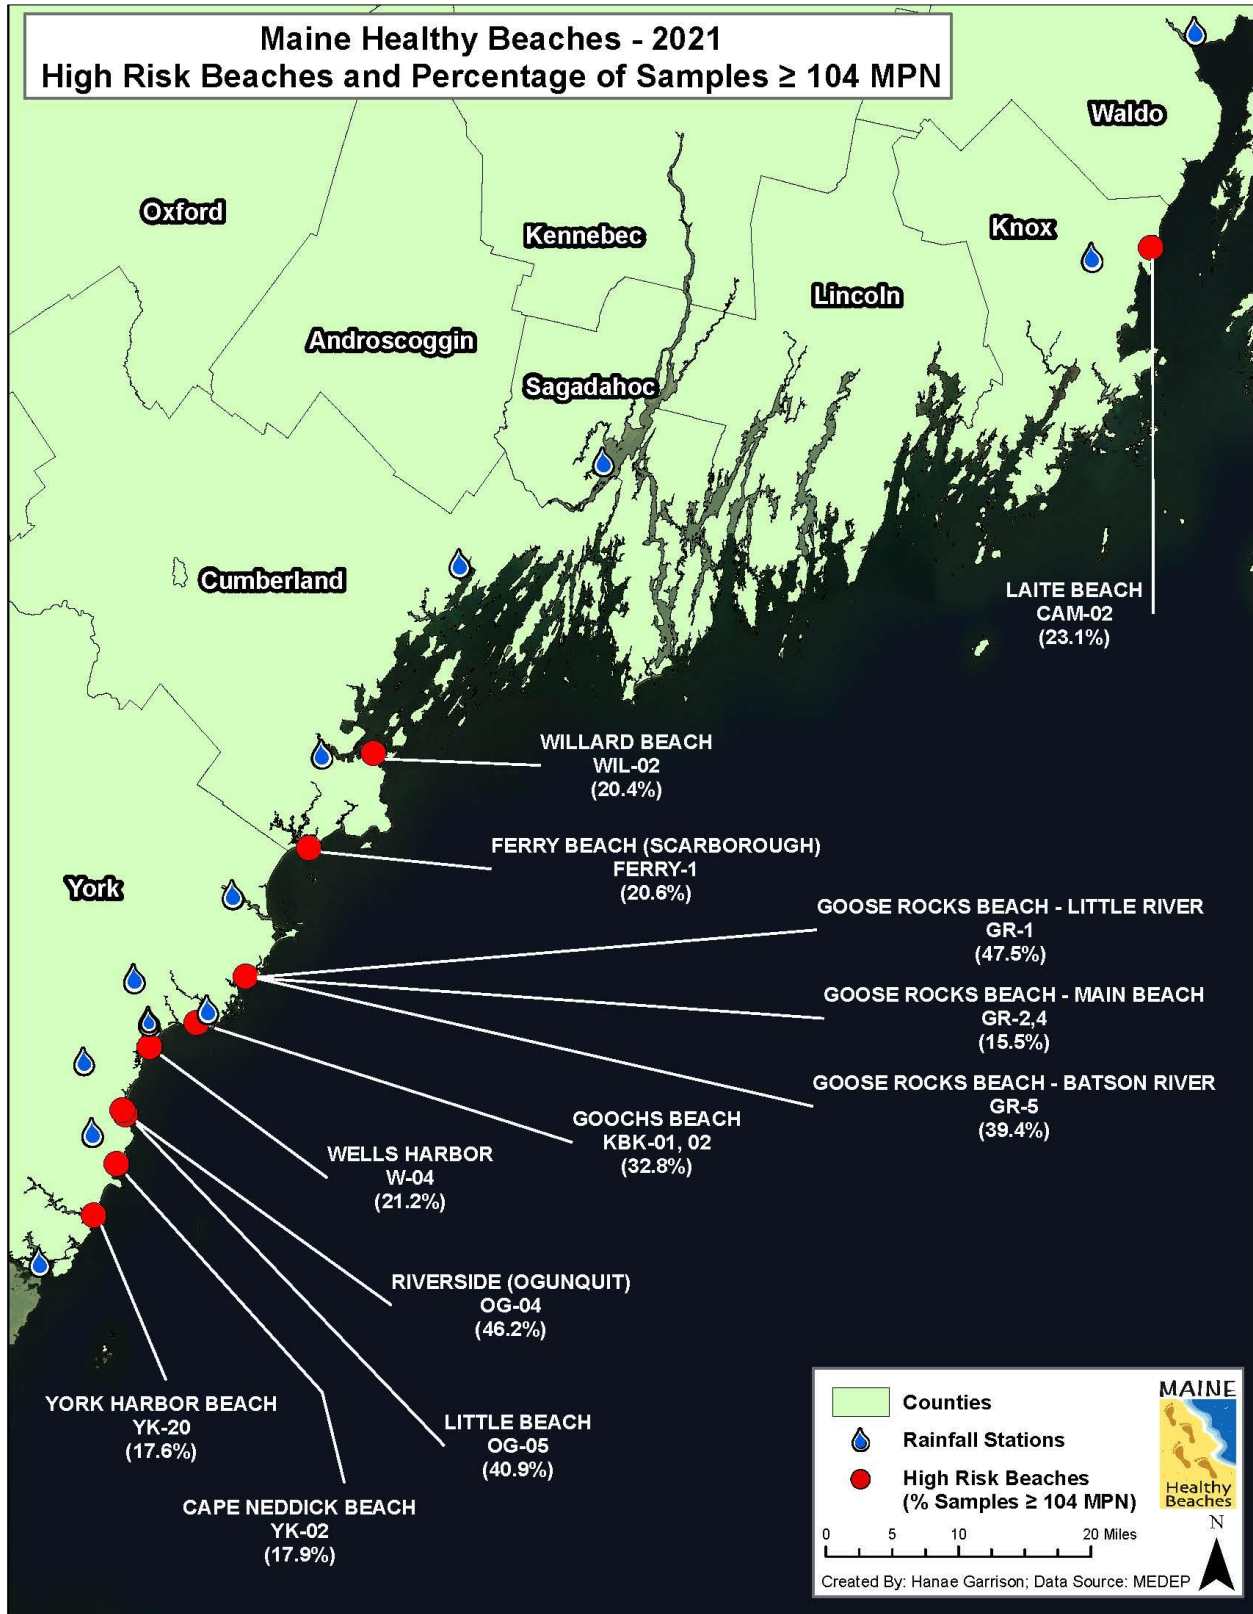 Maine Healthy Beaches - 2021
High Risk Beaches and Percentage of Samples ≥ 104 MPN
Waldo
Oxford
Kennebec
Knox
Lincoln
Androscoggin
Sagadahoc
Cumberland
York
LAITE BEACH
CAM-02
(23.1%)
WILLARD BEACH
WIL-02
(20.4%)
FERRY BEACH (SCARBOROUGH)
FERRY-1
(20.6%)
GOOSE ROCKS BEACH - LITTLE RIVER
GR-1
(47.5%)
GOOSE ROCKS BEACH - MAIN BEACH
GR-2,4
(15.5%)
GOOSE ROCKS BEACH - BATSON RIVER
GR-5
(39.4%)
GOOCHS BEACH
KBK-01, 02
(32.8%)
WELLS HARBOR
W-04
(21.2%)
RIVERSIDE (OGUNQUIT)
OG-04
(46.2%)
LITTLE BEACH
OG-05
(40.9%)
YORK HARBOR BEACH
YK-20
(17.6%)
CAPE NEDDICK BEACH
YK-02
(17.9%)
Counties
Rainfall Stations
High Risk Beaches
(% Samples ≥ 104 MPN)
MAINE
Healthy
Beaches
N
0 5 10 20 Miles
Created By: Hanae Garrison; Data Source: MEDEP